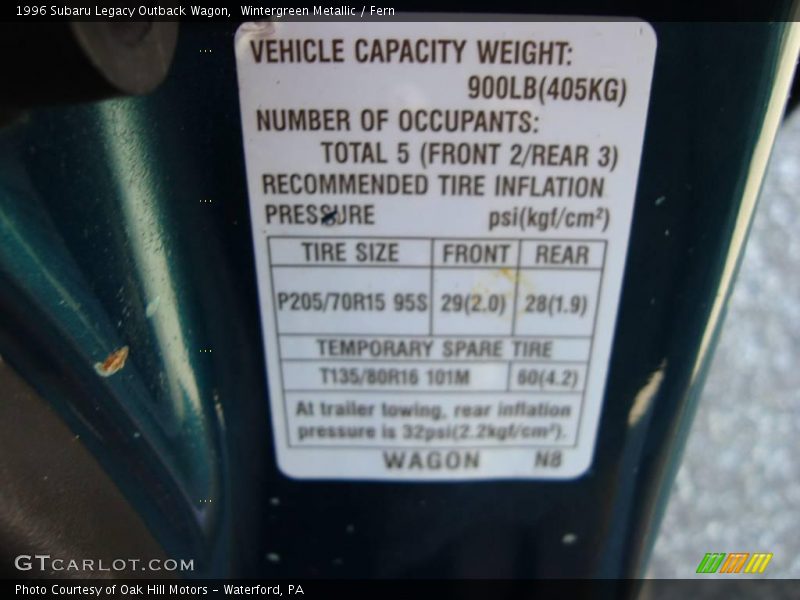 1996 Subaru Legacy Outback Wagon, Wintergreen Metallic / Fern
VEHICLE CAPACITY WEIGHT:
900LB(405KG)
NUMBER OF OCCUPANTS:
TOTAL 5 (FRONT 2/REAR 3)
RECOMMENDED TIRE INFLATION
PRESSURE psi(kgf/cm²)
TIRE SIZE FRONT REAR
P205/70R15 95S 29(2.0) 28(1.9)
TEMPORARY SPARE TIRE
T135/80R16 101M 60(4.2)
At trailer towing, rear inflation
pressure is 32psi(2.2kgf/cm²).
WAGON N8
GTCARLOT.COM
Photo Courtesy of Oak Hill Motors - Waterford, PA